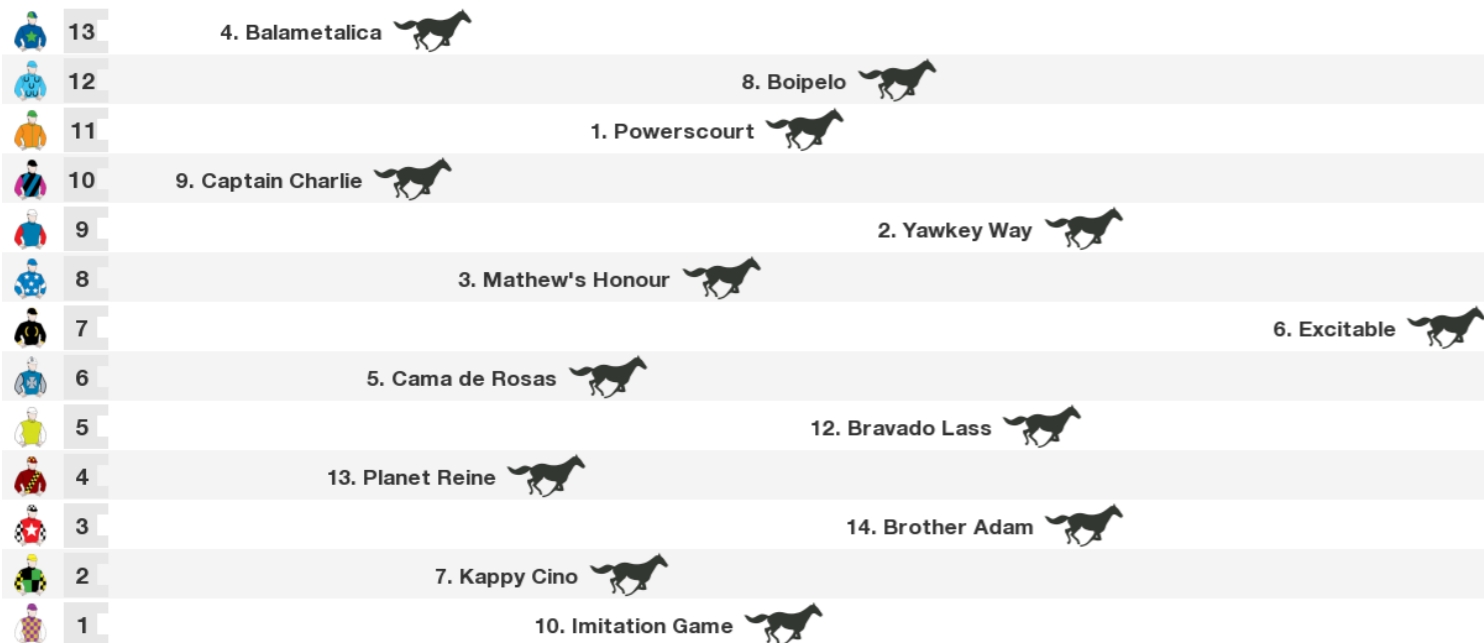 13 4. Balametalica
12 8. Boipelo
11 1. Powerscourt
10 9. Captain Charlie
9 2. Yawkey Way
8 3. Mathew's Honour
7 6. Excitable
6 5. Cama de Rosas
5 12. Bravado Lass
4 13. Planet Reine
3 14. Brother Adam
2 7. Kappy Cino
1 10. Imitation Game